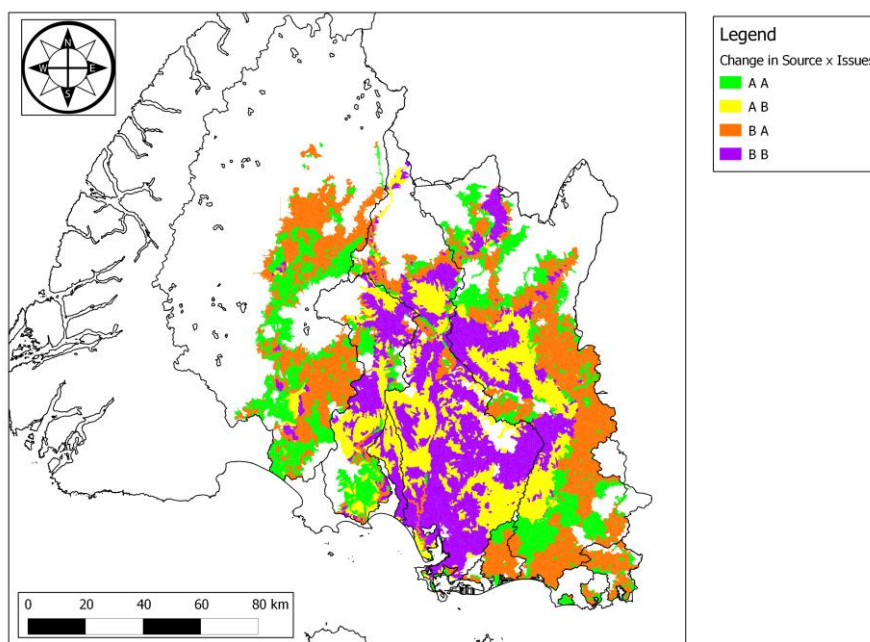 N
W E
S
Legend
Change in Source x Issues
A A
A B
B A
B B
0 20 40 60 80 km